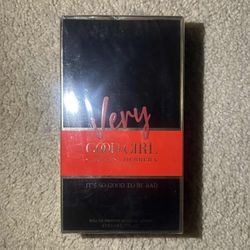 Very
GOOD GIRL
CAROLINA HERRERA
IT'S SO GOOD TO BE BAD